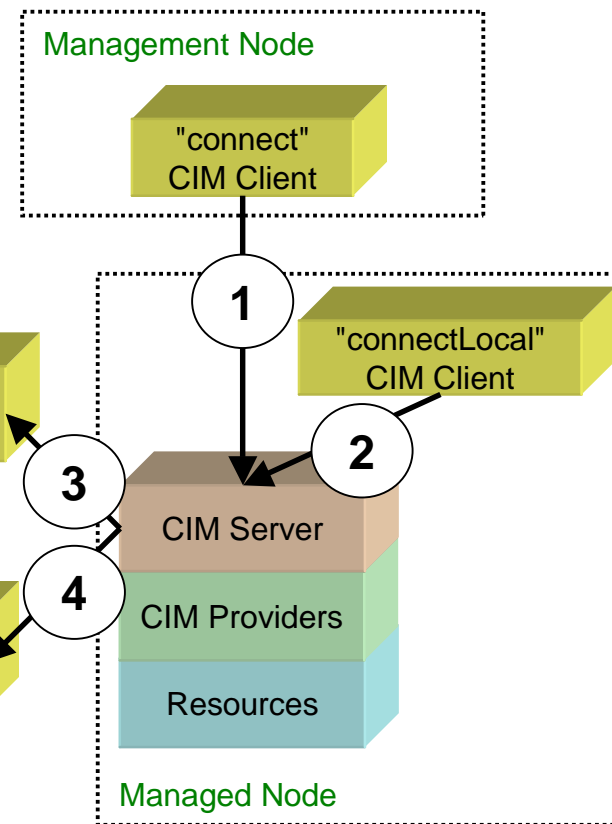 Management Node
"connect"
CIM Client
1
"connectLocal"
CIM Client
2
3
CIM Server
4
CIM Providers
Resources
Managed Node